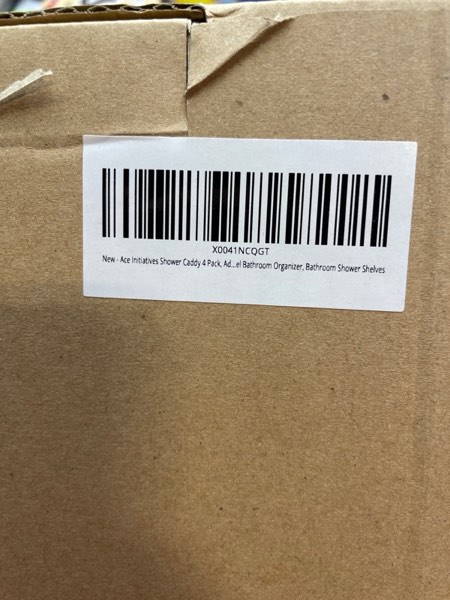 X0041NCQGT
New - Ace Initiatives Shower Caddy 4 Pack, Ad...el Bathroom Organizer, Bathroom Shower Shelves